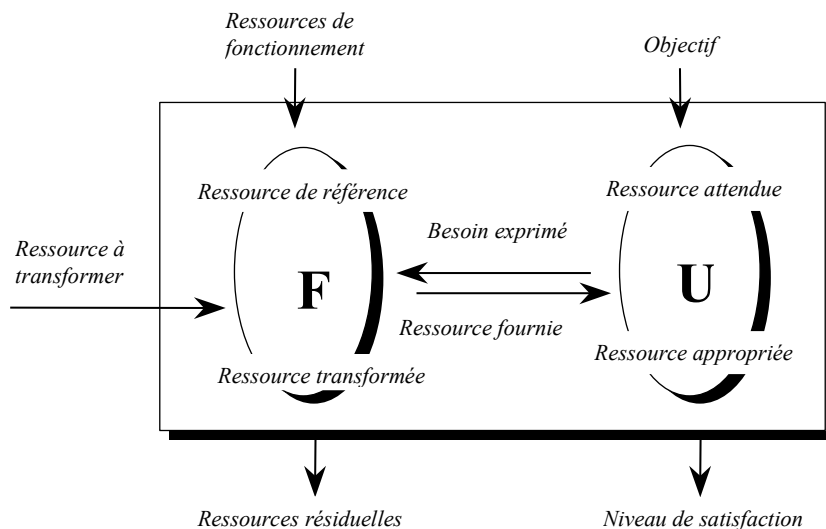 Ressources de
fonctionnement
Objectif
Ressource de référence
Ressource attendue
Ressource à
transformer
Besoin exprimé
F
U
Ressource fournie
Ressource transformée
Ressource appropriée
Ressources résiduelles
Niveau de satisfaction